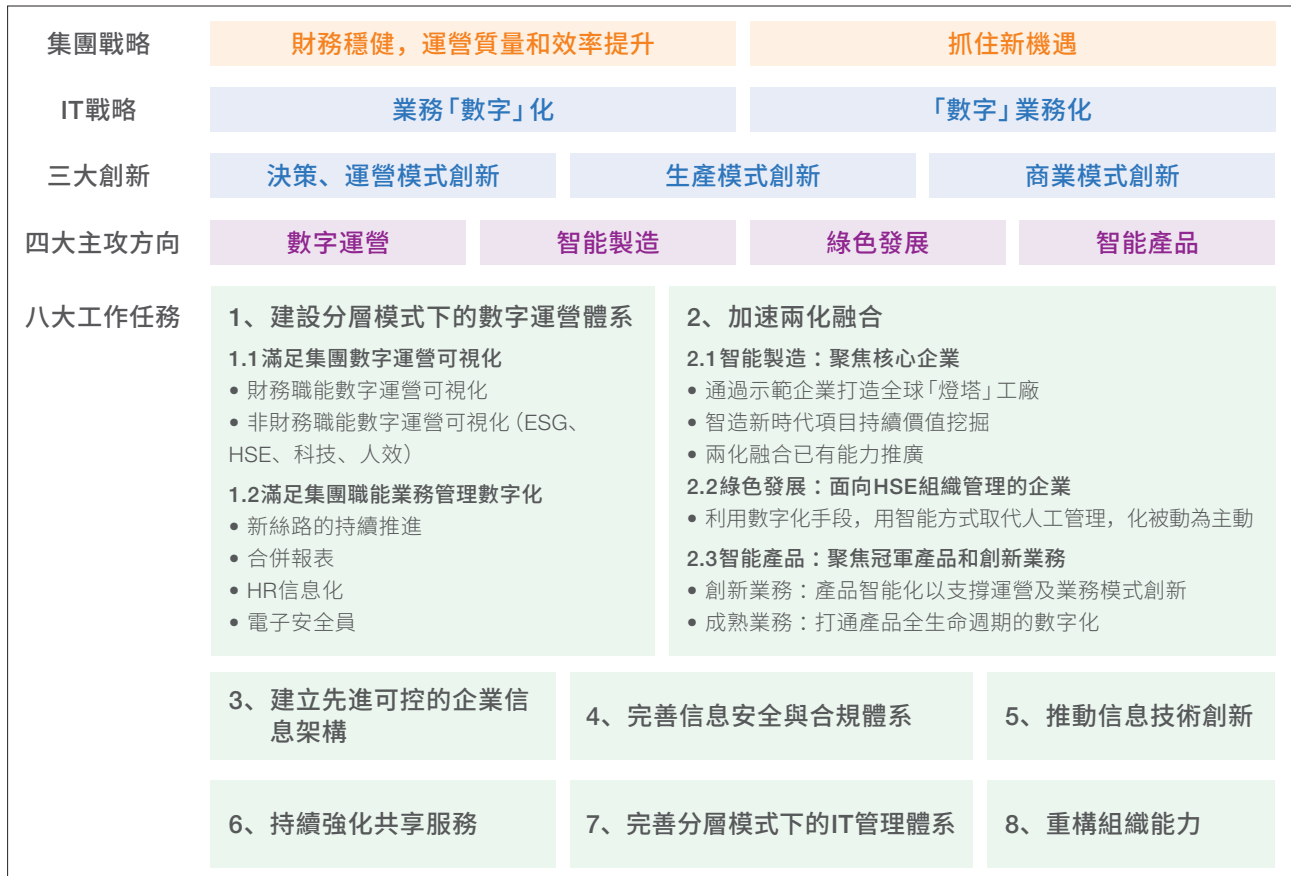 集團戰略
財務穩健，運營質量和效率提升
抓住新機遇
IT戰略
業務「數字」化
「數字」業務化
三大創新
決策、運營模式創新
生產模式創新
商業模式創新
四大主攻方向
數字運營
智能製造
綠色發展
智能產品
八大工作任務
1、建設分層模式下的數字運營體系
1.1滿足集團數字運營可視化
• 財務職能數字運營可視化
• 非財務職能數字運營可視化（ESG、
HSE、科技、人效）
1.2滿足集團職能業務管理數字化
• 新絲路的持續推進
• 合併報表
• HR信息化
• 電子安全員
2、加速兩化融合
2.1智能製造：聚焦核心企業
• 通過示範企業打造全球「燈塔」工廠
• 智造新時代項目持續價值挖掘
• 兩化融合已有能力推廣
2.2綠色發展：面向HSE組織管理的企業
• 利用數字化手段，用智能方式取代人工管理，化被動為主動
2.3智能產品：聚焦冠軍產品和創新業務
• 創新業務：產品智能化以支撐運營及業務模式創新
• 成熟業務：打通產品全生命週期的數字化
3、建立先進可控的企業信
息架構
4、完善信息安全與合規體系
5、推動信息技術創新
6、持續強化共享服務
7、完善分層模式下的IT管理體系
8、重構組織能力